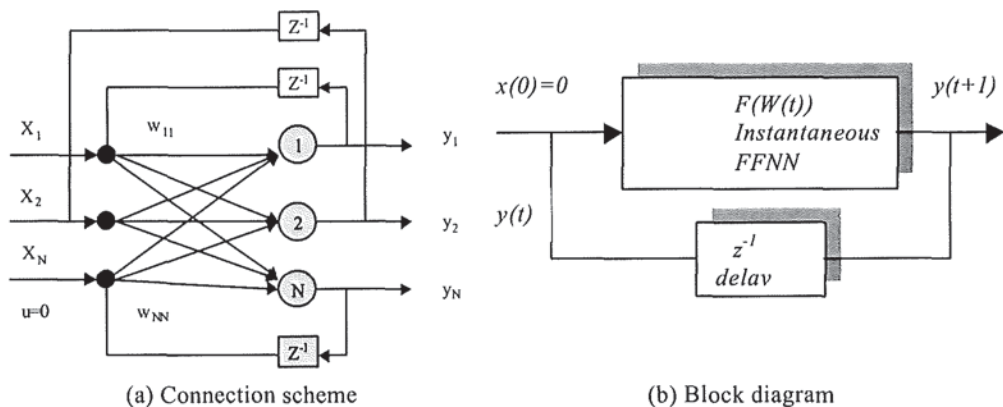 Z⁻¹
Z⁻¹
X₁
w₁₁
1
y₁
X₂
2
y₂
X_N
N
y_N
u=0
w_NN
Z⁻¹
(a) Connection scheme
x(0)=0
y(t+1)
F(W(t))
Instantaneous
FFNN
y(t)
z⁻¹
delav
(b) Block diagram